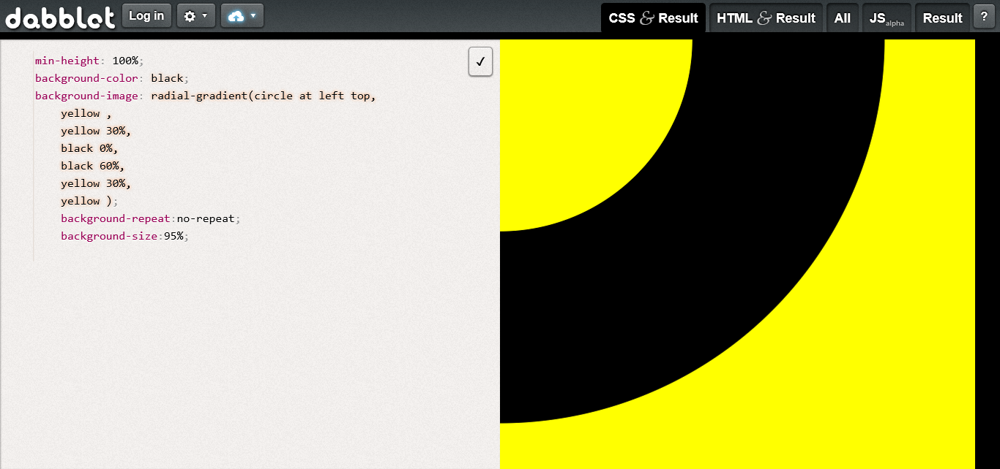 dabblet Log in CSS & Result HTML & Result All JS alpha Result ?
min-height: 100%;
background-color: black;
background-image: radial-gradient(circle at left top,
yellow ,
yellow 30%,
black 0%,
black 60%,
yellow 30%,
yellow );
background-repeat:no-repeat;
background-size:95%;